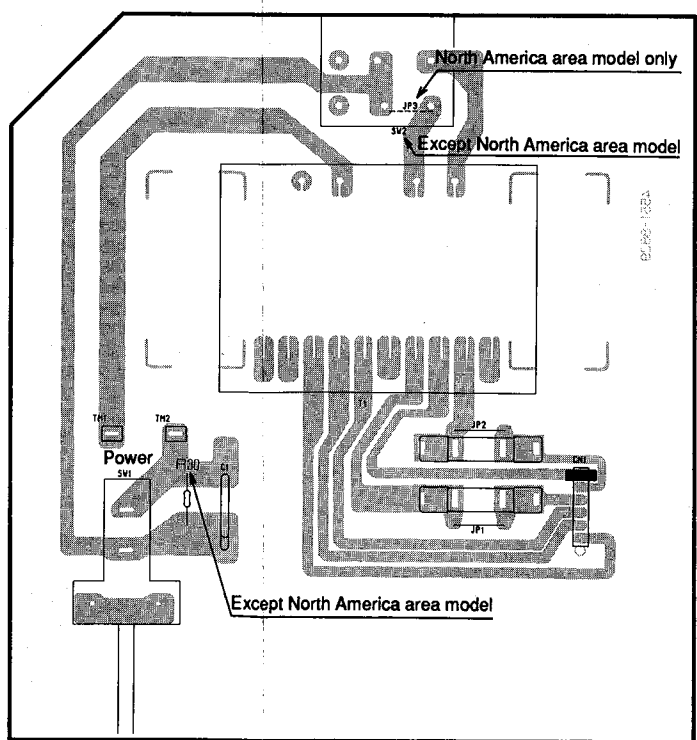 North America area model only
JP3
SW2
Except North America area model
T1
TM1
TM2
Power
SW1
R30
C1
JP2
CN1
JP1
Except North America area model